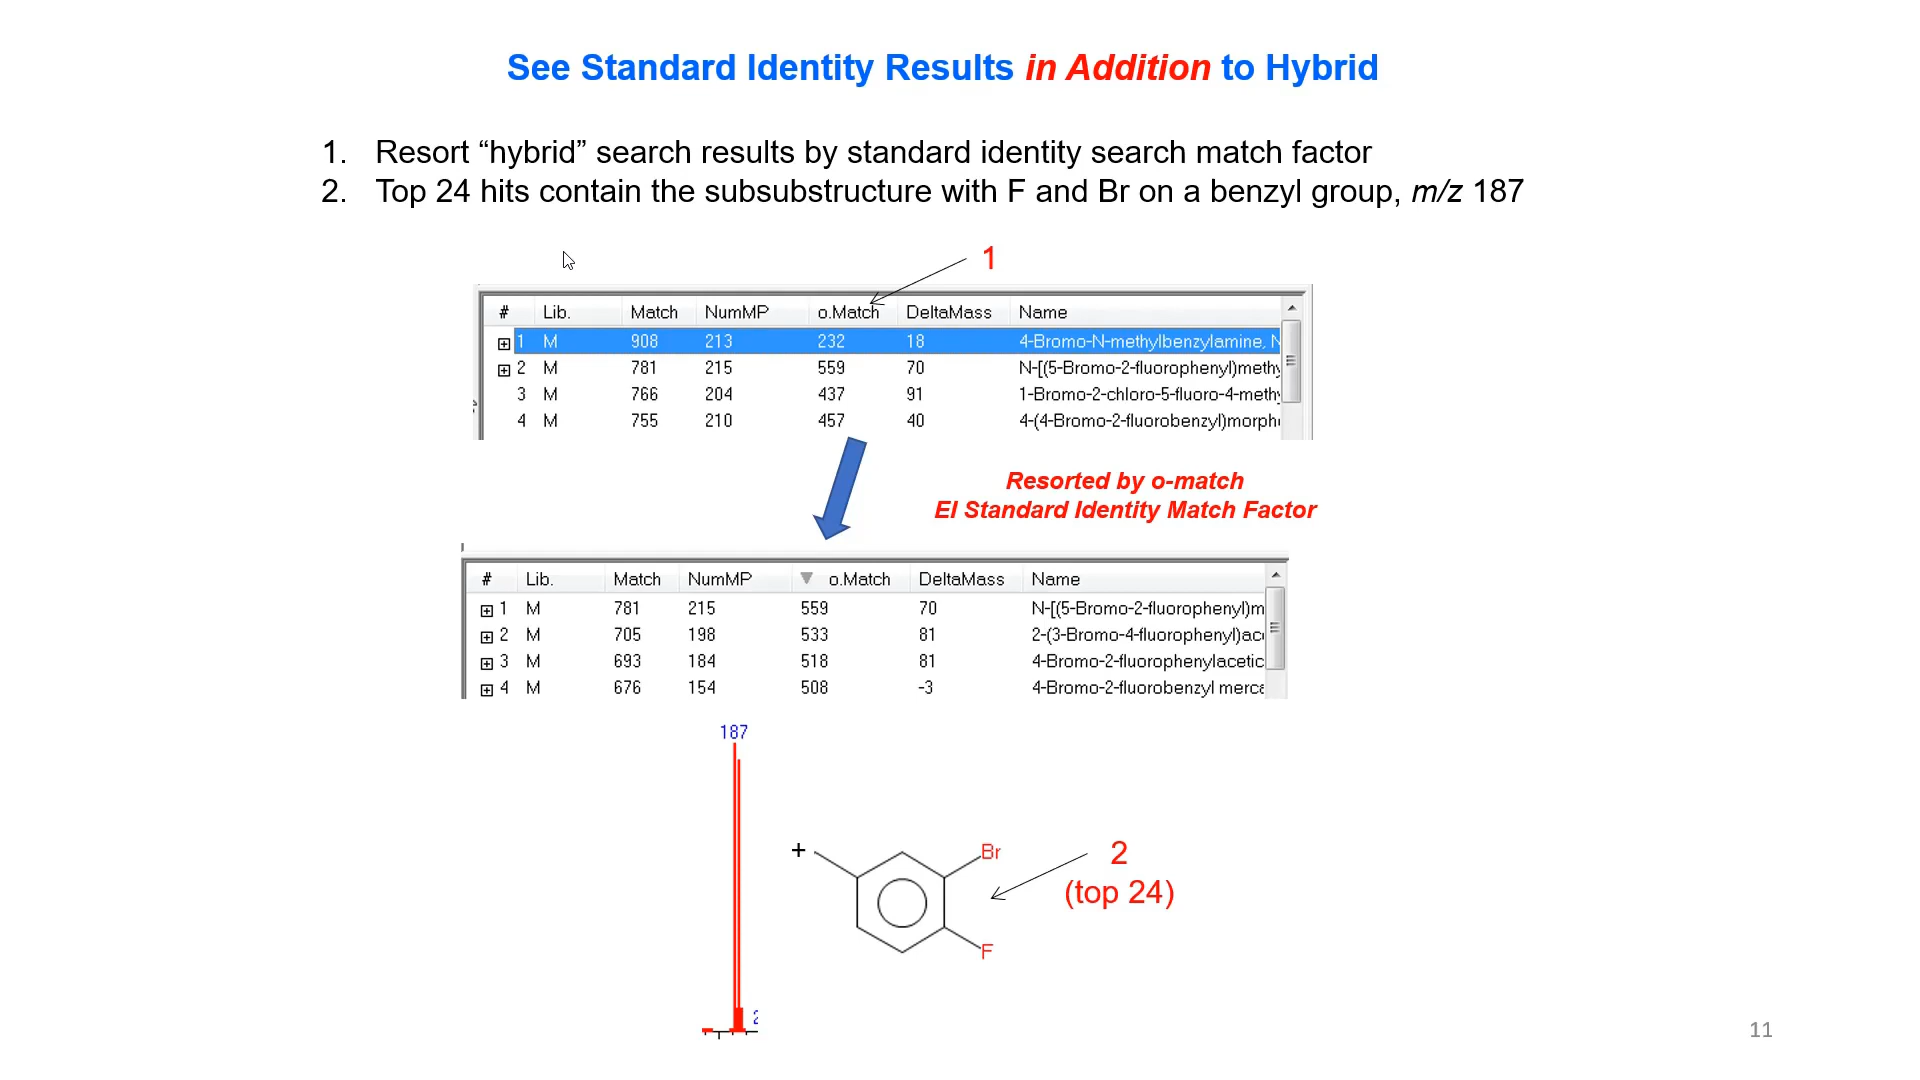 See Standard Identity Results in Addition to Hybrid
1. Resort “hybrid” search results by standard identity search match factor
2. Top 24 hits contain the subsubstructure with F and Br on a benzyl group, m/z 187
1
# Lib. Match NumMP o.Match DeltaMass Name
1 M 908 213 232 18 4-Bromo-N-methylbenzylamine, N
2 M 781 215 559 70 N-[(5-Bromo-2-fluorophenyl)methy
3 M 766 204 437 91 1-Bromo-2-chloro-5-fluoro-4-methy
4 M 755 210 457 40 4-(4-Bromo-2-fluorobenzyl)morph
Resorted by o-match
EI Standard Identity Match Factor
# Lib. Match NumMP o.Match DeltaMass Name
1 M 781 215 559 70 N-[(5-Bromo-2-fluorophenyl)m
2 M 705 198 533 81 2-(3-Bromo-4-fluorophenyl)ac
3 M 693 184 518 81 4-Bromo-2-fluorophenylacetic
4 M 676 154 508 -3 4-Bromo-2-fluorobenzyl merca
187
+
Br
2
(top 24)
F
2
11